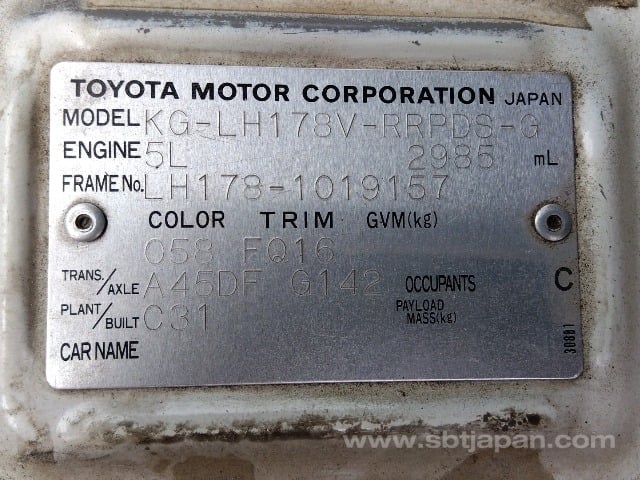 TOYOTA MOTOR CORPORATION JAPAN
MODEL KG-LH178V-RRPDS-G
ENGINE 5L 2985 mL
FRAME No. LH178-1019157
COLOR TRIM GVM(kg)
058 FQ16
TRANS./AXLE A45DF G142 OCCUPANTS C
PLANT/BUILT C31 PAYLOAD MASS(kg)
CAR NAME
30881
www.sbtjapan.com